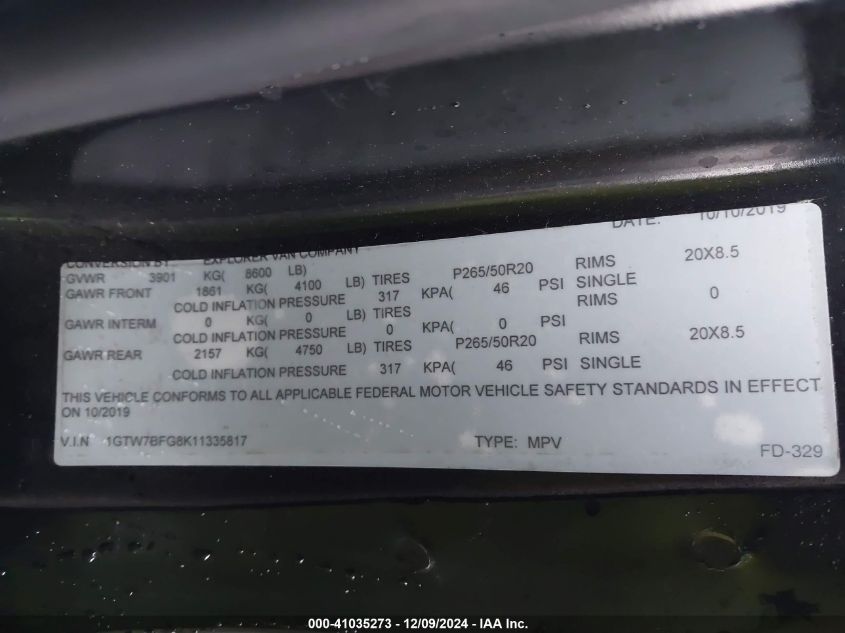 CONVERSION BY: EXPLORER VAN COMPANY DATE: 10/10/2019
GVWR 3901 KG( 8600 LB)
GAWR FRONT 1861 KG( 4100 LB) TIRES P265/50R20 RIMS 20X8.5
COLD INFLATION PRESSURE 317 KPA( 46 PSI SINGLE
GAWR INTERM 0 KG( 0 LB) TIRES RIMS 0
COLD INFLATION PRESSURE 0 KPA( 0 PSI
GAWR REAR 2157 KG( 4750 LB) TIRES P265/50R20 RIMS 20X8.5
COLD INFLATION PRESSURE 317 KPA( 46 PSI SINGLE
THIS VEHICLE CONFORMS TO ALL APPLICABLE FEDERAL MOTOR VEHICLE SAFETY STANDARDS IN EFFECT
ON 10/2019
V.I.N 1GTW7BFG8K11335817 TYPE: MPV
FD-329
000-41035273 - 12/09/2024 - IAA Inc.